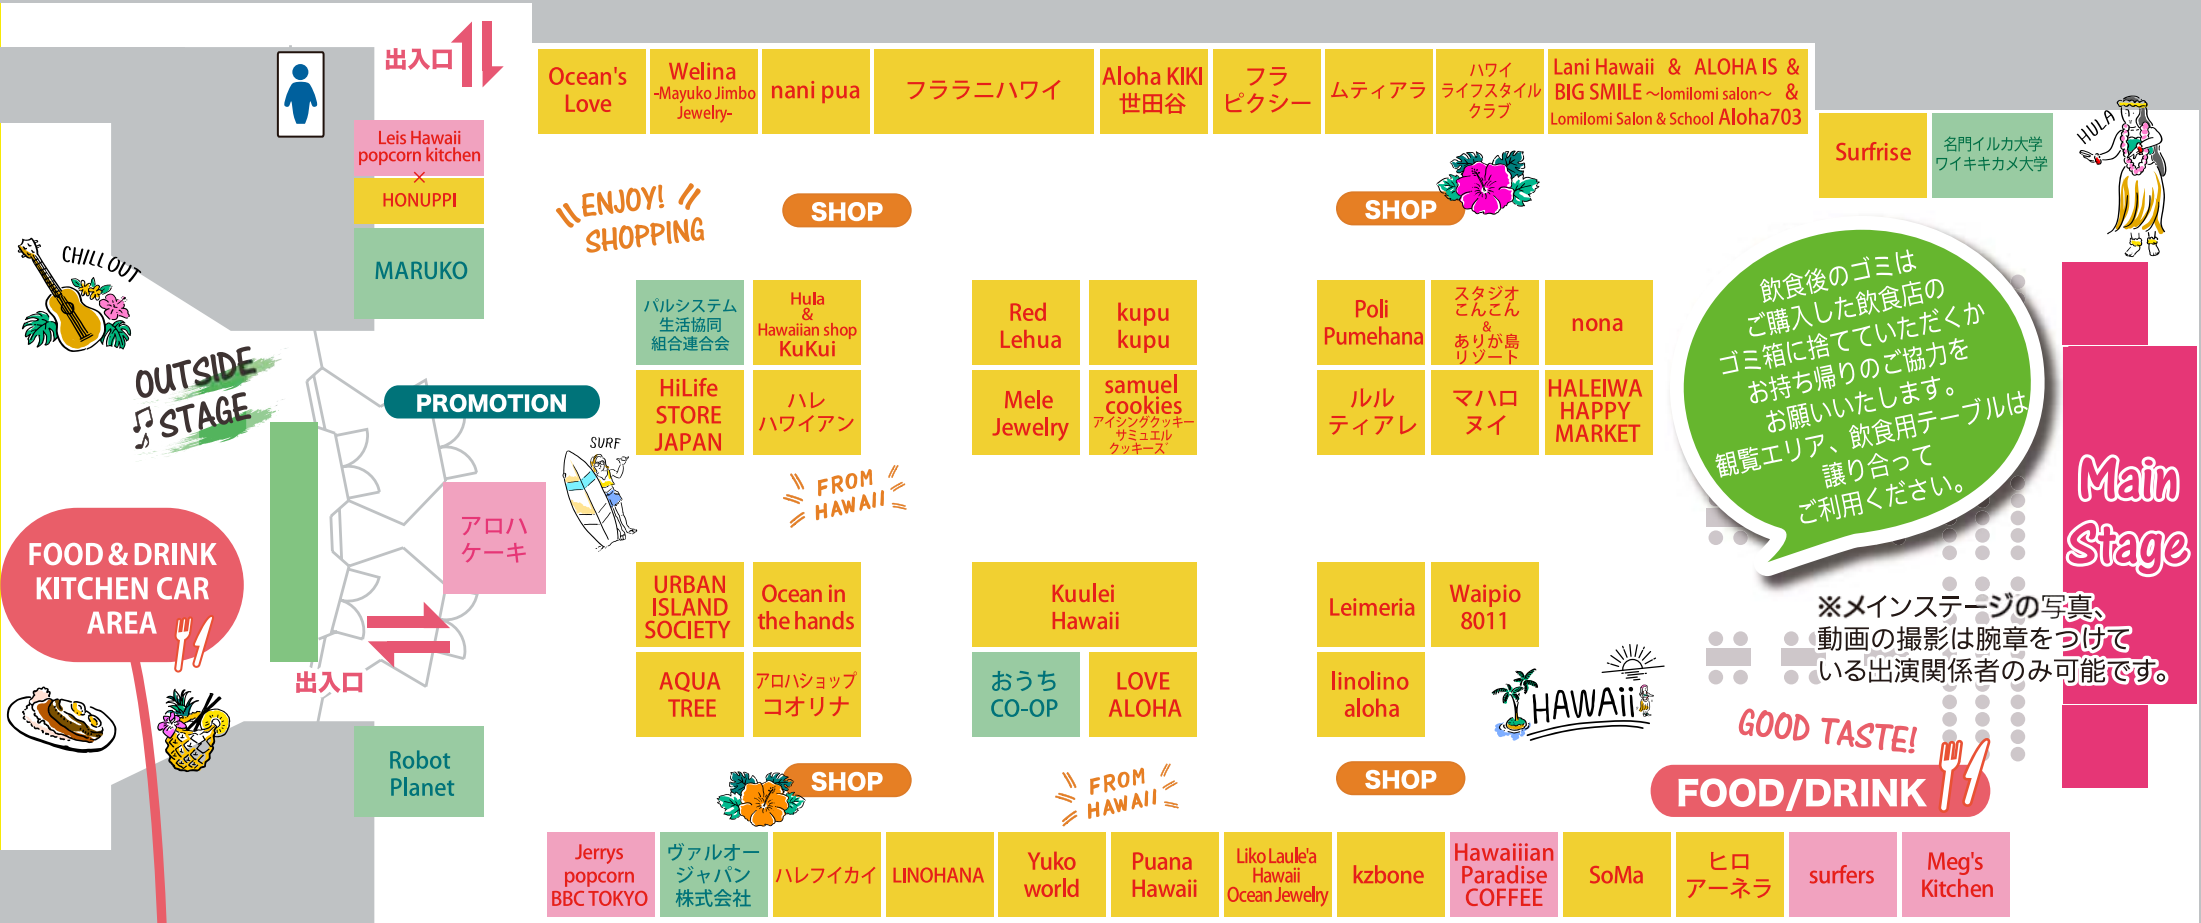 出入口
Ocean's
Love
Welina
-Mayuko Jimbo
Jewelry-
nani pua
フララニハワイ
Aloha KIKI
世田谷
フラ
ピクシー
ムティアラ
ハワイ
ライフスタイル
クラブ
Lani Hawaii & ALOHA IS &
BIG SMILE ~lomilomi salon~ &
Lomilomi Salon & School Aloha703
Surfrise
名門イルカ大学
ワイキキカメ大学
HULA
Leis Hawaii
popcorn kitchen
×
HONUPPI
MARUKO
ENJOY!
SHOPPING
SHOP
SHOP
CHILL OUT
OUTSIDE
STAGE
PROMOTION
パルシステム
生活協同
組合連合会
Hula
&
Hawaiian shop
KuKui
Red
Lehua
kupu
kupu
Poli
Pumehana
スタジオ
こんこん
&
ありが島
リゾート
nona
HiLife
STORE
JAPAN
ハレ
ハワイアン
Mele
Jewelry
samuel
cookies
アイシングクッキー
サミュエル
クッキーズ
ルル
ティアレ
マハロ
ヌイ
HALEIWA
HAPPY
MARKET
飲食後のゴミは
ご購入した飲食店の
ゴミ箱に捨てていただくか
お持ち帰りのご協力を
お願いいたします。
観覧エリア、飲食用テーブルは
譲り合って
ご利用ください。
Main
Stage
SURF
FROM
HAWAII
アロハ
ケーキ
FOOD & DRINK
KITCHEN CAR
AREA
出入口
URBAN
ISLAND
SOCIETY
Ocean in
the hands
Kuulei
Hawaii
Leimeria
Waipio
8011
※メインステージの写真、
動画の撮影は腕章をつけて
いる出演関係者のみ可能です。
AQUA
TREE
アロハショップ
コオリナ
おうち
CO-OP
LOVE
ALOHA
linolino
aloha
HAWAii
GOOD TASTE!
Robot
Planet
SHOP
FROM
HAWAII
SHOP
FOOD/DRINK
Jerrys
popcorn
BBC TOKYO
ヴァルオー
ジャパン
株式会社
ハレフイカイ
LINOHANA
Yuko
world
Puana
Hawaii
Liko Laule'a
Hawaii
Ocean Jewelry
kzbone
Hawaiiian
Paradise
COFFEE
SoMa
ヒロ
アーネラ
surfers
Meg's
Kitchen